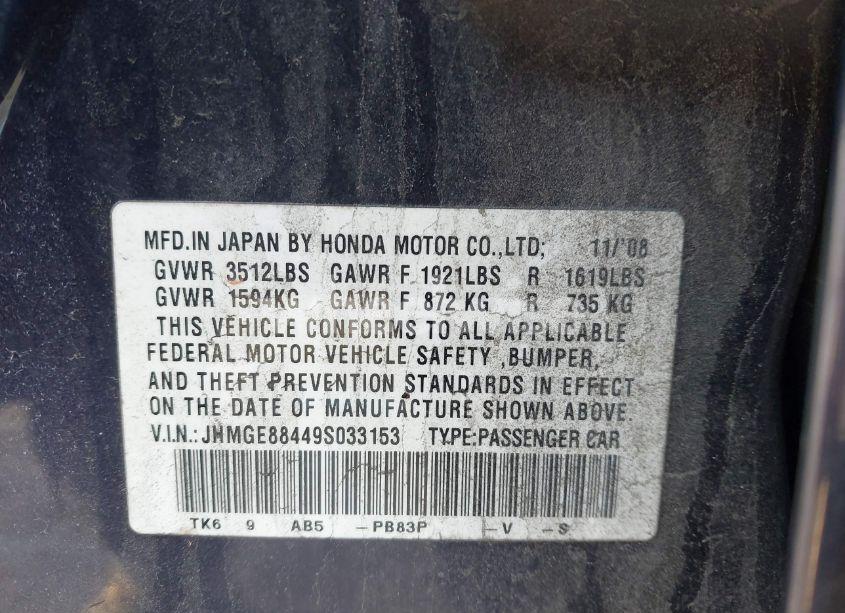 MFD.IN JAPAN BY HONDA MOTOR CO.,LTD; 11/'08
GVWR 3512LBS GAWR F 1921LBS R 1619LBS
GVWR 1594KG GAWR F 872 KG R 735 KG
THIS VEHICLE CONFORMS TO ALL APPLICABLE
FEDERAL MOTOR VEHICLE SAFETY ,BUMPER,
AND THEFT PREVENTION STANDARDS IN EFFECT
ON THE DATE OF MANUFACTURE SHOWN ABOVE.
V.I.N.: JHMGE88449S033153 TYPE:PASSENGER CAR
TK6 9 AB5 -PB83P -V -S